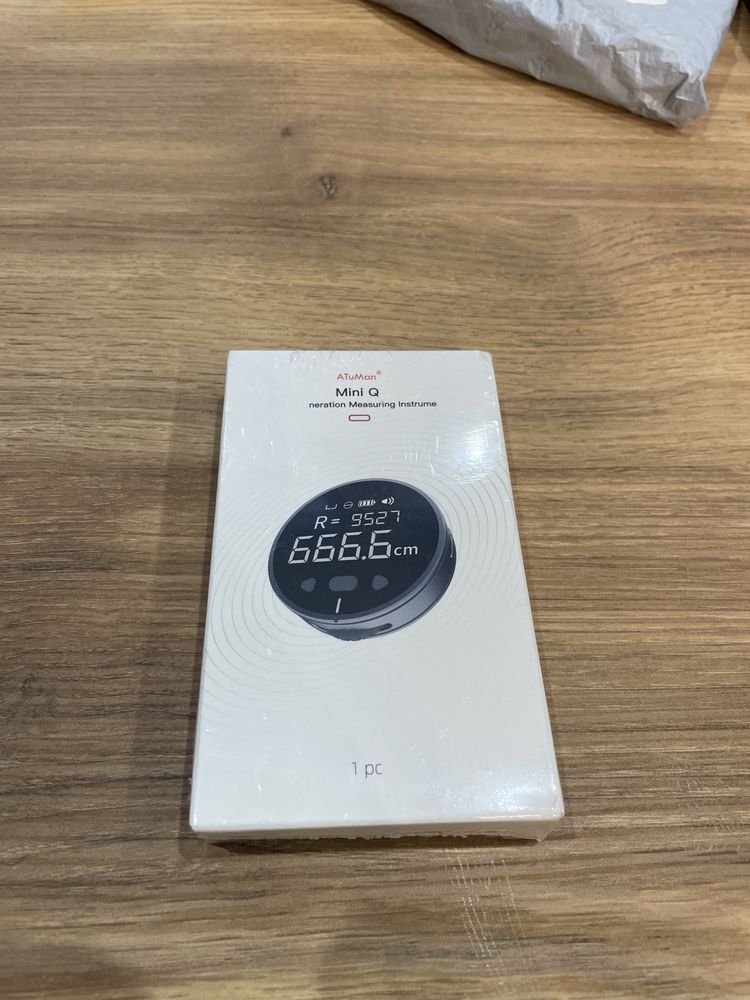 ATuMan®
Mini Q
neration Measuring Instrume
R= 9527
666.6cm
1 pc